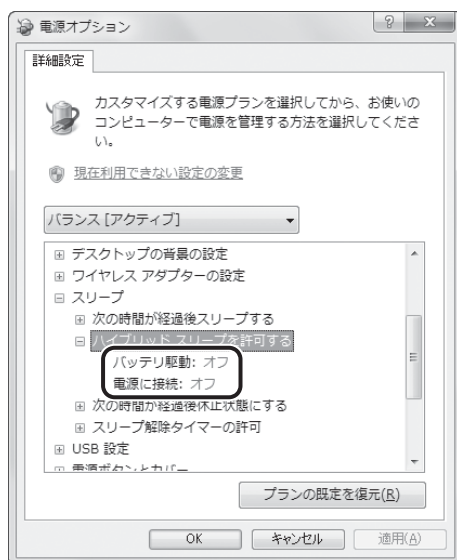 電源オプション
詳細設定
カスタマイズする電源プランを選択してから、お使いの
コンピューターで電源を管理する方法を選択してくださ
い。
現在利用できない設定の変更
バランス [アクティブ]
デスクトップの背景の設定
ワイヤレス アダプターの設定
スリープ
次の時間が経過後スリープする
ハイブリッド スリープを許可する
バッテリ駆動: オフ
電源に接続: オフ
次の時間が経過後休止状態にする
スリープ解除タイマーの許可
USB 設定
電源ボタンとカバー
プランの既定を復元(R)
OK
キャンセル
適用(A)